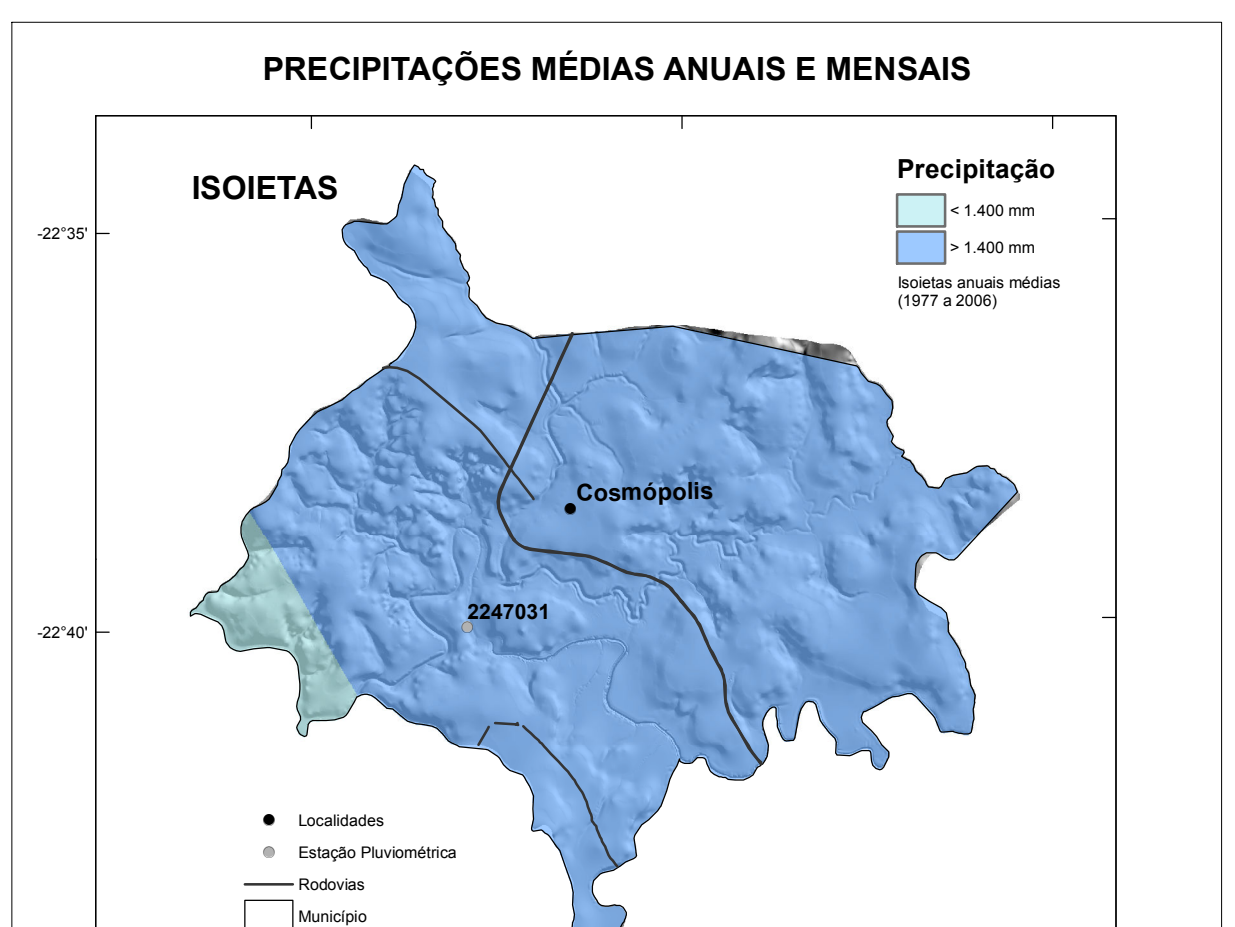 PRECIPITAÇÕES MÉDIAS ANUAIS E MENSAIS
ISOIETAS
Precipitação
< 1.400 mm
> 1.400 mm
Isoietas anuais médias
(1977 a 2006)
-22°35'
Cosmópolis
2247031
-22°40'
Localidades
Estação Pluviométrica
Rodovias
Município